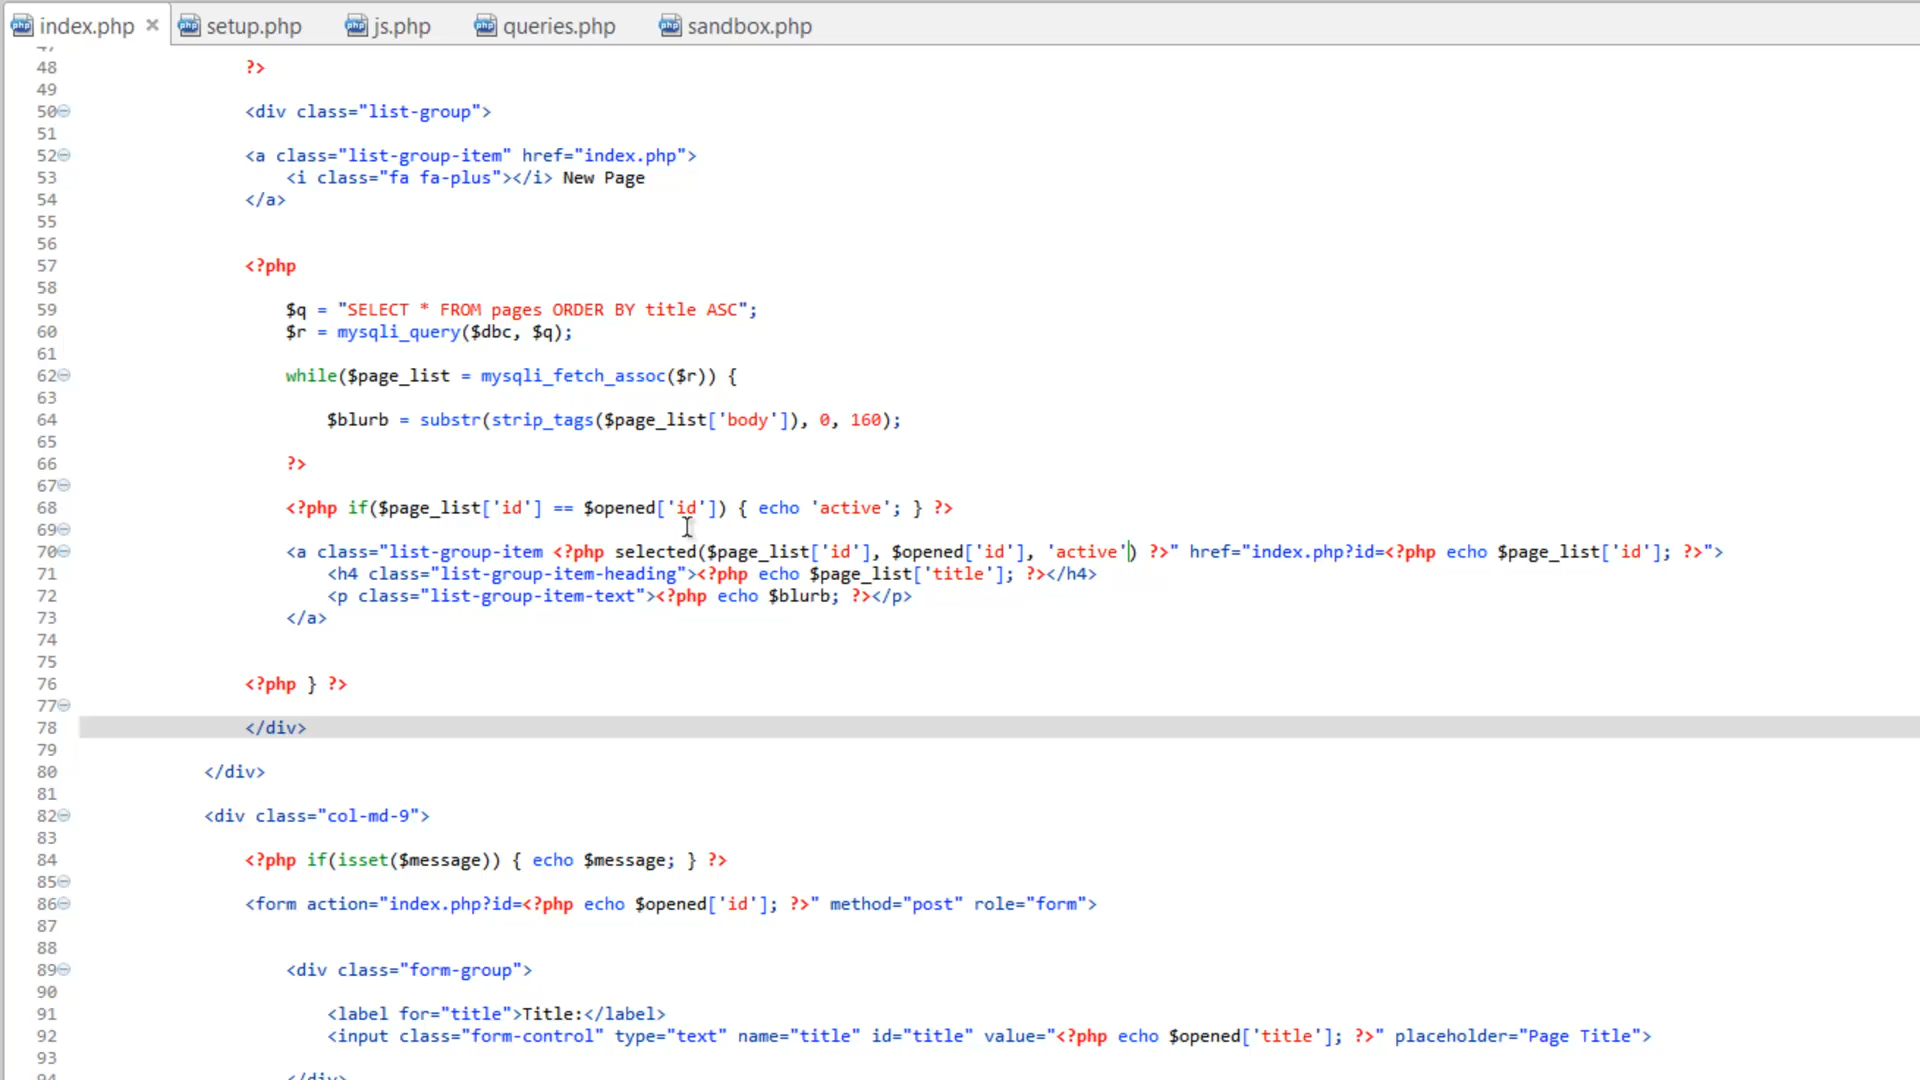 index.php setup.php js.php queries.php sandbox.php
47
48 ?>
49
50 <div class="list-group">
51
52 <a class="list-group-item" href="index.php">
53 <i class="fa fa-plus"></i> New Page
54 </a>
55
56
57 <?php
58
59 $q = "SELECT * FROM pages ORDER BY title ASC";
60 $r = mysqli_query($dbc, $q);
61
62 while($page_list = mysqli_fetch_assoc($r)) {
63
64 $blurb = substr(strip_tags($page_list['body']), 0, 160);
65
66 ?>
67
68 <?php if($page_list['id'] == $opened['id']) { echo 'active'; } ?>
69
70 <a class="list-group-item <?php selected($page_list['id'], $opened['id'], 'active') ?>" href="index.php?id=<?php echo $page_list['id']; ?>">
71 <h4 class="list-group-item-heading"><?php echo $page_list['title']; ?></h4>
72 <p class="list-group-item-text"><?php echo $blurb; ?></p>
73 </a>
74
75
76 <?php } ?>
77
78 </div>
79
80 </div>
81
82 <div class="col-md-9">
83
84 <?php if(isset($message)) { echo $message; } ?>
85
86 <form action="index.php?id=<?php echo $opened['id']; ?>" method="post" role="form">
87
88
89 <div class="form-group">
90
91 <label for="title">Title:</label>
92 <input class="form-control" type="text" name="title" id="title" value="<?php echo $opened['title']; ?>" placeholder="Page Title">
93
94 </div>